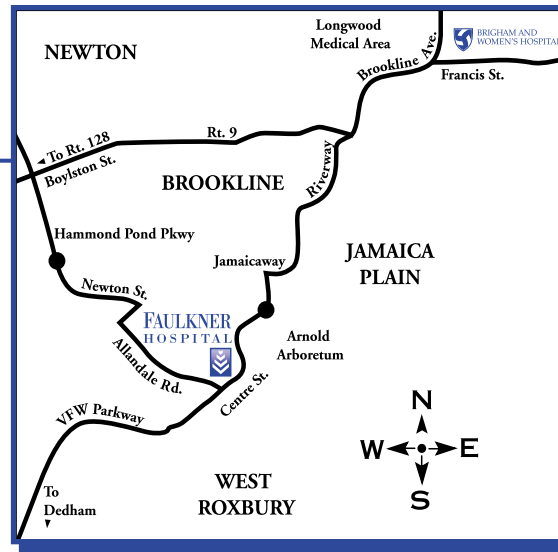 Longwood
Medical Area
BRIGHAM AND
WOMEN'S HOSPITAL
NEWTON
Brookline Ave.
Francis St.
Rt. 9
To Rt. 128
Boylston St.
BROOKLINE
Riverway
Hammond Pond Pkwy
Jamaicaway
JAMAICA
PLAIN
Newton St.
FAULKNER
HOSPITAL
Arnold
Arboretum
Allandale Rd.
Centre St.
VFW Parkway
N
W
E
S
WEST
ROXBURY
To
Dedham